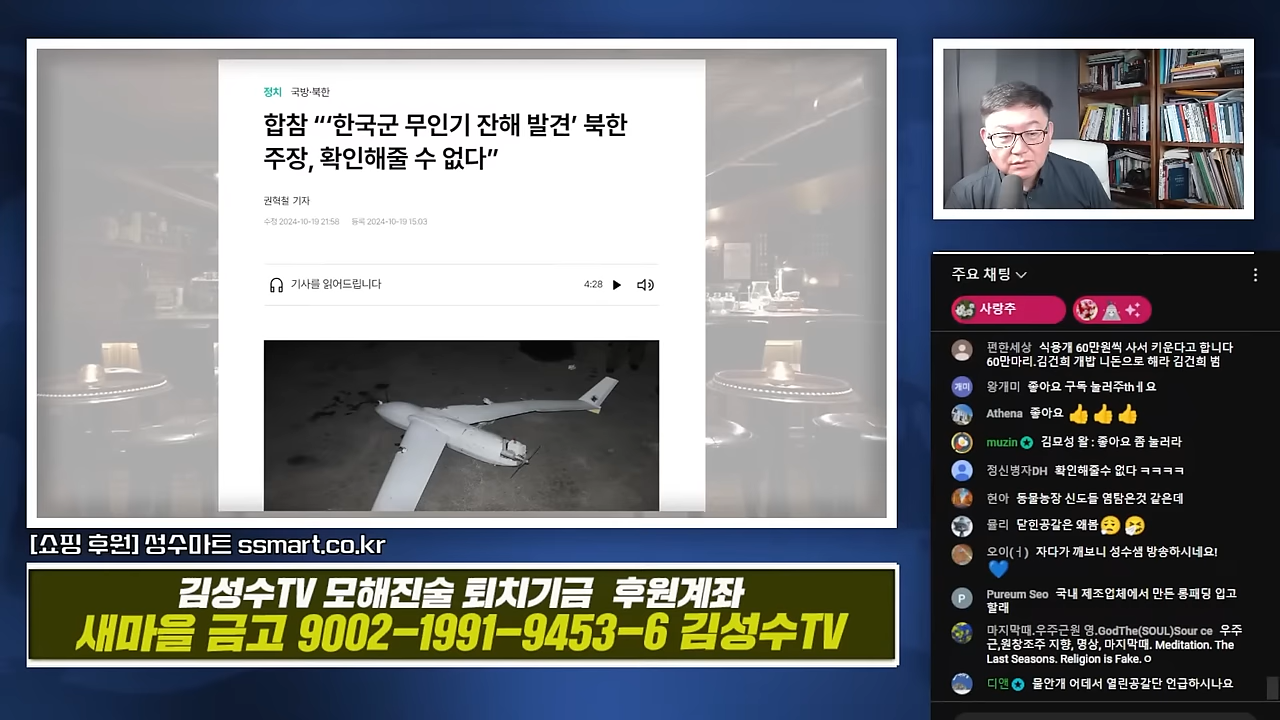 정치 국방·북한
합참 “‘한국군 무인기 잔해 발견’ 북한
주장, 확인해줄 수 없다”
권혁철 기자
수정 2024-10-19 21:58 등록 2024-10-19 15:03
기사를 읽어드립니다
4:28
[쇼핑 후원] 성수마트 ssmart.co.kr
김성수TV 모해진술 퇴치기금 후원계좌
새마을 금고 9002-1991-9453-6 김성수TV
주요 채팅
사랑주
편한세상 식용개 60만원씩 사서 키운다고 합니다
60만마리.김건희 개밥 니돈으로 해라 김건희 범
개미 왕개미 좋아요 구독 눌러주thㅔ요
Athena 좋아요 👍👍👍
muzin 김묘성 왈 : 좋아요 좀 눌러라
정신병자DH 확인해줄수 없다 ㅋㅋㅋㅋ
현아 동물농장 신도들 염탐은것 같은데
뮬리 닫힌공갈은 왜봄😥🤧
오이(ㅓ) 자다가 깨보니 성수샘 방송하시네요!
💙
P Pureum Seo 국내 제조업체에서 만든 롱패딩 입고
할래
마지막때.우주근원 영.GodThe(SOUL)Sour ce 우주
근,원창조주 지향, 명상, 마지막때. Meditation. The
Last Seasons. Religion is Fake.ㅇ
디앤 물안개 어데서 열린공갈단 언급하시나요